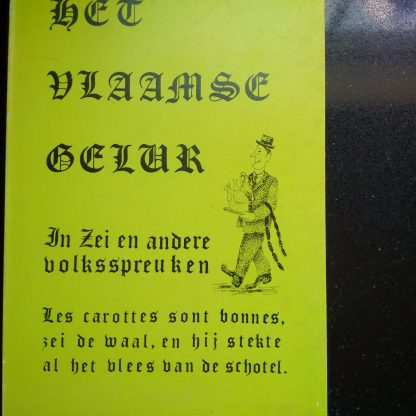 HET
VLAAMSE
GELUR
In Zei en andere
volksspreuken
Les carottes sont bonnes,
zei de waal, en hij stekte
al het vlees van de schotel.